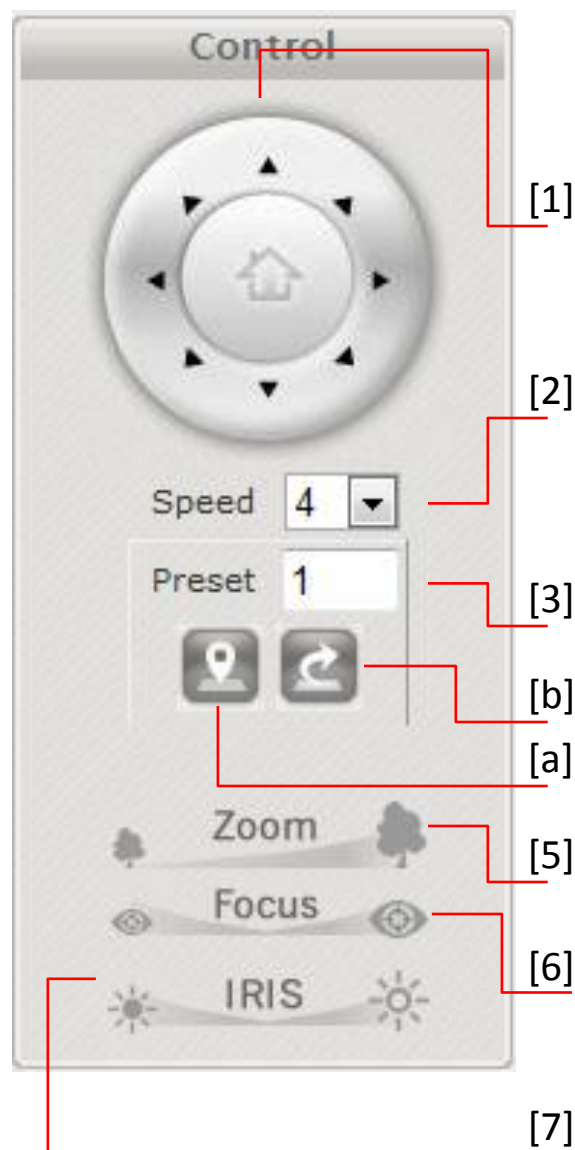 Control
[1]
[2]
Speed 4
Preset 1
[3]
[b]
[a]
Zoom
[5]
Focus
[6]
IRIS
[7]